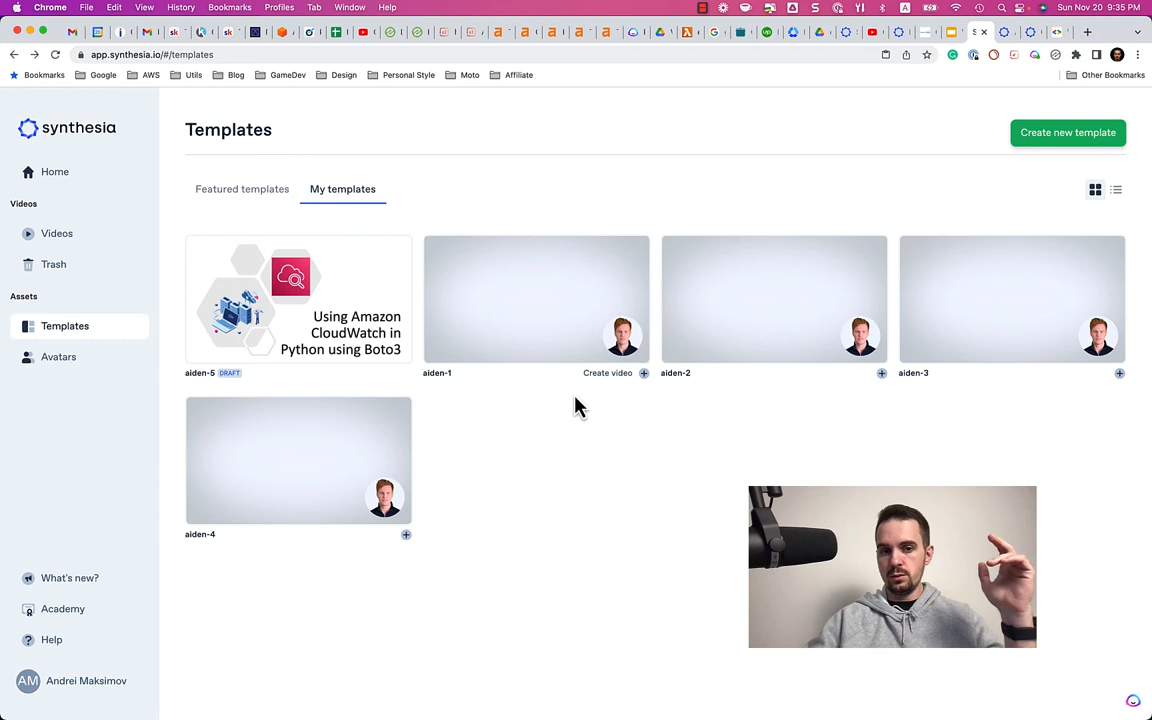 Chrome File Edit View History Bookmarks Profiles Tab Window Help Sun Nov 20 9:35 PM
app.synthesia.io/#/templates
Bookmarks Google AWS Utils Blog GameDev Design Personal Style Moto Affiliate Other Bookmarks
synthesia
Templates
Create new template
Home
Featured templates My templates
Videos
Videos
Trash
Assets
Templates
Avatars
Using Amazon
CloudWatch in
Python using Boto3
aiden-5 DRAFT
aiden-1 Create video
aiden-2
aiden-3
aiden-4
What's new?
Academy
Help
AM Andrei Maksimov